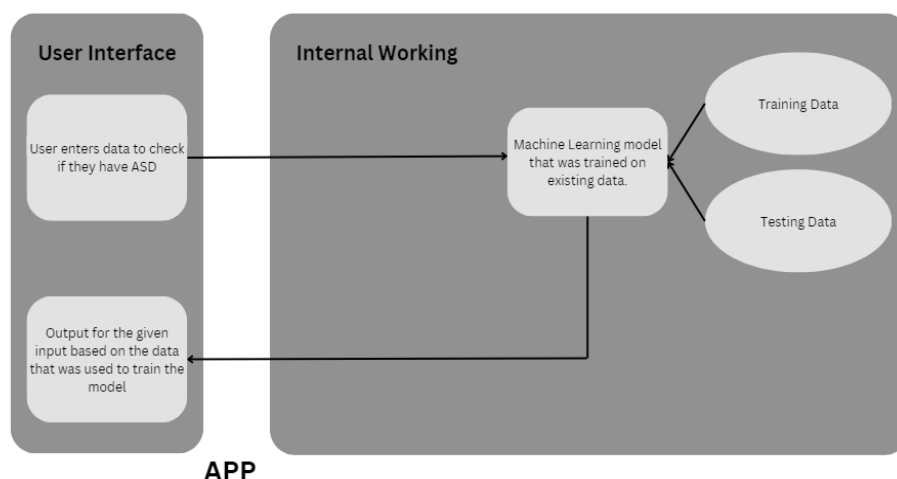 User Interface
User enters data to check
if they have ASD
Output for the given
input based on the data
that was used to train the
model
Internal Working
Machine Learning model
that was trained on
existing data.
Training Data
Testing Data
APP